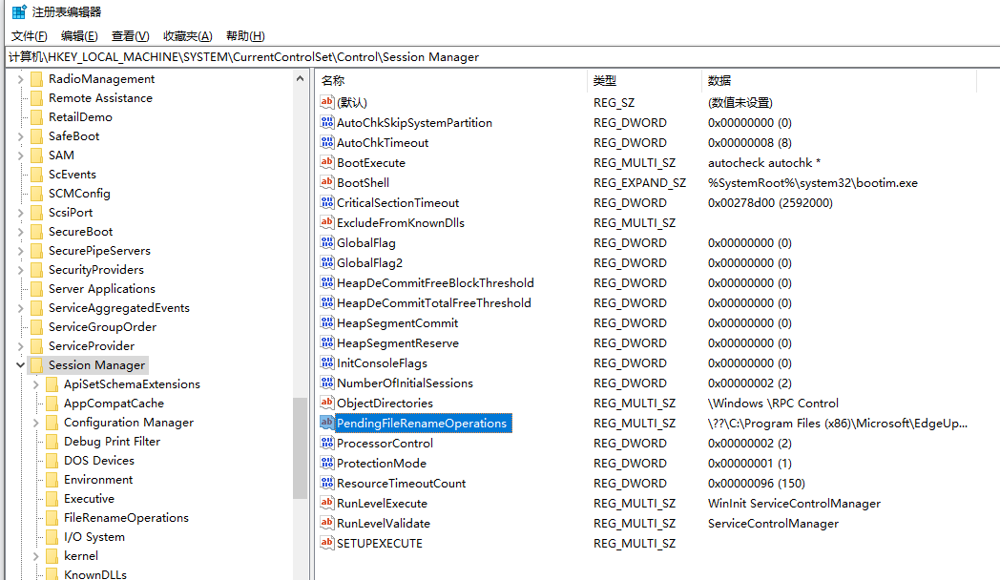 注册表编辑器
文件(F) 编辑(E) 查看(V) 收藏夹(A) 帮助(H)
计算机\HKEY_LOCAL_MACHINE\SYSTEM\CurrentControlSet\Control\Session Manager
RadioManagement
Remote Assistance
RetailDemo
SafeBoot
SAM
ScEvents
SCMConfig
ScsiPort
SecureBoot
SecurePipeServers
SecurityProviders
Server Applications
ServiceAggregatedEvents
ServiceGroupOrder
ServiceProvider
Session Manager
ApiSetSchemaExtensions
AppCompatCache
Configuration Manager
Debug Print Filter
DOS Devices
Environment
Executive
FileRenameOperations
I/O System
kernel
KnownDLLs
名称 类型 数据
(默认) REG_SZ (数值未设置)
AutoChkSkipSystemPartition REG_DWORD 0x00000000 (0)
AutoChkTimeout REG_DWORD 0x00000008 (8)
BootExecute REG_MULTI_SZ autocheck autochk *
BootShell REG_EXPAND_SZ %SystemRoot%\system32\bootim.exe
CriticalSectionTimeout REG_DWORD 0x00278d00 (2592000)
ExcludeFromKnownDlls REG_MULTI_SZ
GlobalFlag REG_DWORD 0x00000000 (0)
GlobalFlag2 REG_DWORD 0x00000000 (0)
HeapDeCommitFreeBlockThreshold REG_DWORD 0x00000000 (0)
HeapDeCommitTotalFreeThreshold REG_DWORD 0x00000000 (0)
HeapSegmentCommit REG_DWORD 0x00000000 (0)
HeapSegmentReserve REG_DWORD 0x00000000 (0)
InitConsoleFlags REG_DWORD 0x00000000 (0)
NumberOfInitialSessions REG_DWORD 0x00000002 (2)
ObjectDirectories REG_MULTI_SZ \Windows \RPC Control
PendingFileRenameOperations REG_MULTI_SZ \??\C:\Program Files (x86)\Microsoft\EdgeUp...
ProcessorControl REG_DWORD 0x00000002 (2)
ProtectionMode REG_DWORD 0x00000001 (1)
ResourceTimeoutCount REG_DWORD 0x00000096 (150)
RunLevelExecute REG_MULTI_SZ WinInit ServiceControlManager
RunLevelValidate REG_MULTI_SZ ServiceControlManager
SETUPEXECUTE REG_MULTI_SZ